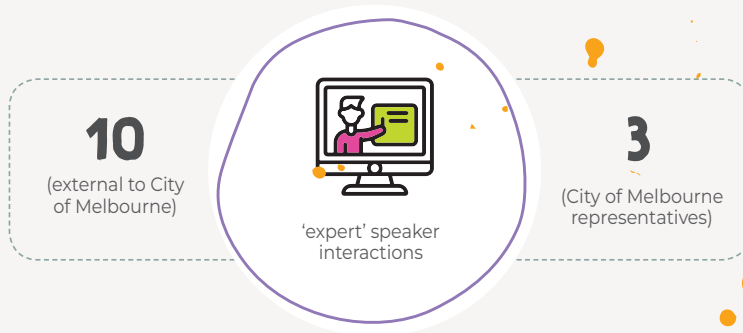 10
(external to City
of Melbourne)
‘expert’ speaker
interactions
3
(City of Melbourne
representatives)